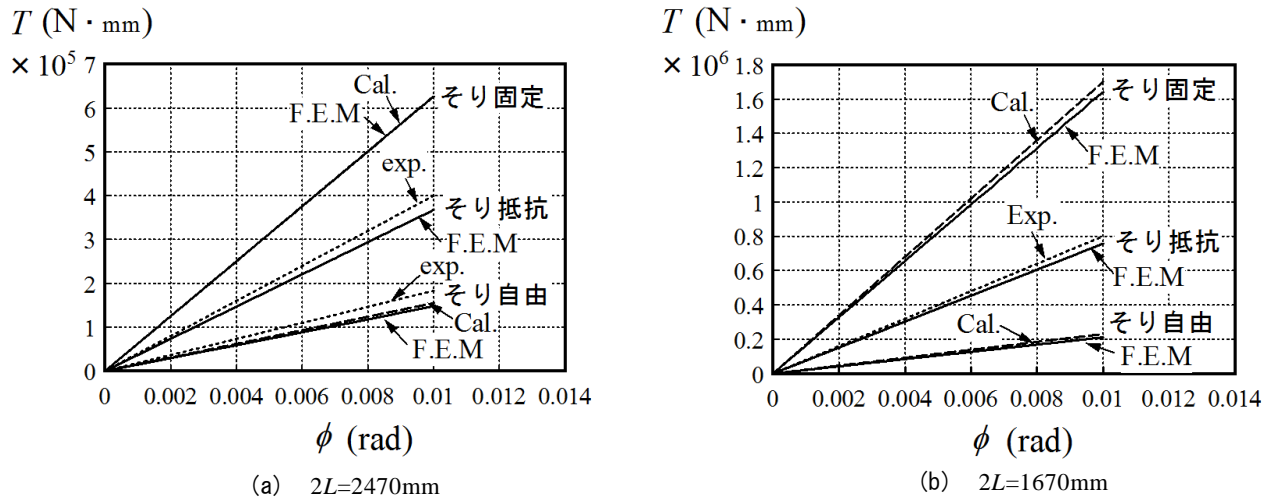 T (N・mm)
× 10⁵
7
6
5
4
3
2
1
0
Cal.
そり固定
F.E.M
exp.
そり抵抗
F.E.M
exp.
そり自由
Cal.
F.E.M
0 0.002 0.004 0.006 0.008 0.01 0.012 0.014
ϕ (rad)
(a) 2L=2470mm
T (N・mm)
× 10⁶
1.8
1.6
1.4
1.2
1
0.8
0.6
0.4
0.2
0
そり固定
Cal.
F.E.M
Exp.
そり抵抗
F.E.M
Cal.
そり自由
F.E.M
0 0.002 0.004 0.006 0.008 0.01 0.012 0.014
ϕ (rad)
(b) 2L=1670mm